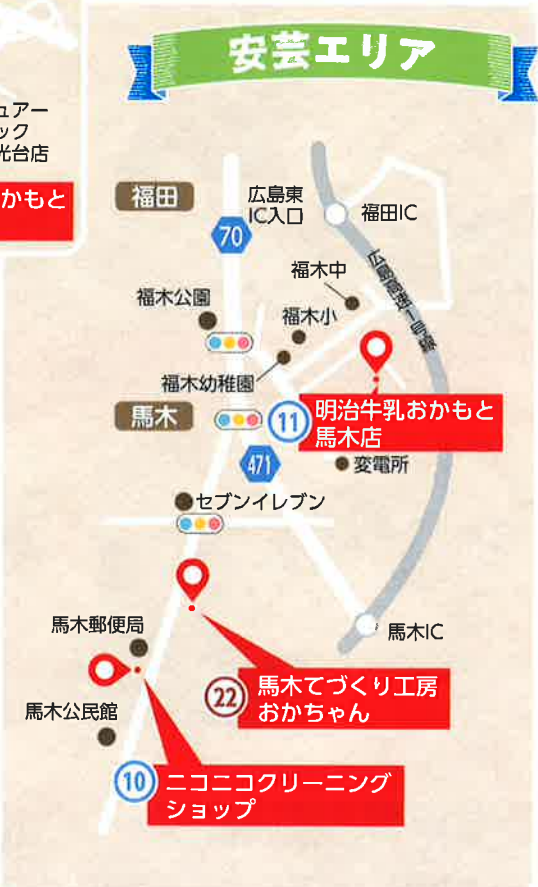 安芸エリア
ュアー
ック
光台店
かもと
福田
広島東
IC入口
福田IC
70
広島高速1号線
福木中
福木公園
福木小
福木幼稚園
馬木
11
明治牛乳おかもと
馬木店
471
変電所
セブンイレブン
馬木郵便局
馬木IC
22
馬木てづくり工房
おかちゃん
馬木公民館
10
ニコニコクリーニング
ショップ